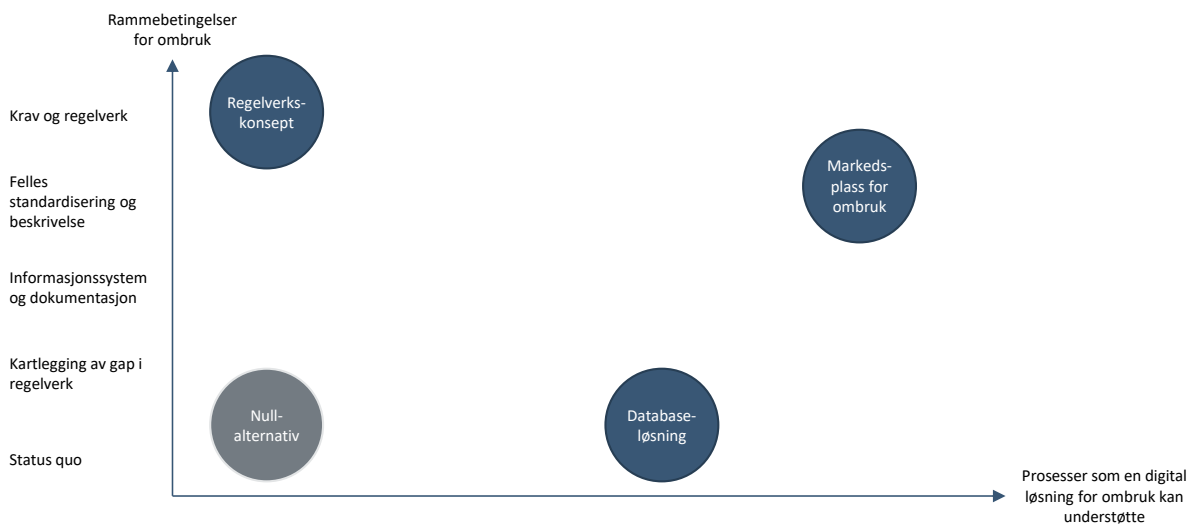 Rammebetingelser
for ombruk
Regelverks-
konsept
Krav og regelverk
Markeds-
plass for
ombruk
Felles
standardisering og
beskrivelse
Informasjonssystem
og dokumentasjon
Kartlegging av gap i
regelverk
Null-
alternativ
Database-
løsning
Status quo
Prosesser som en digital
løsning for ombruk kan
understøtte